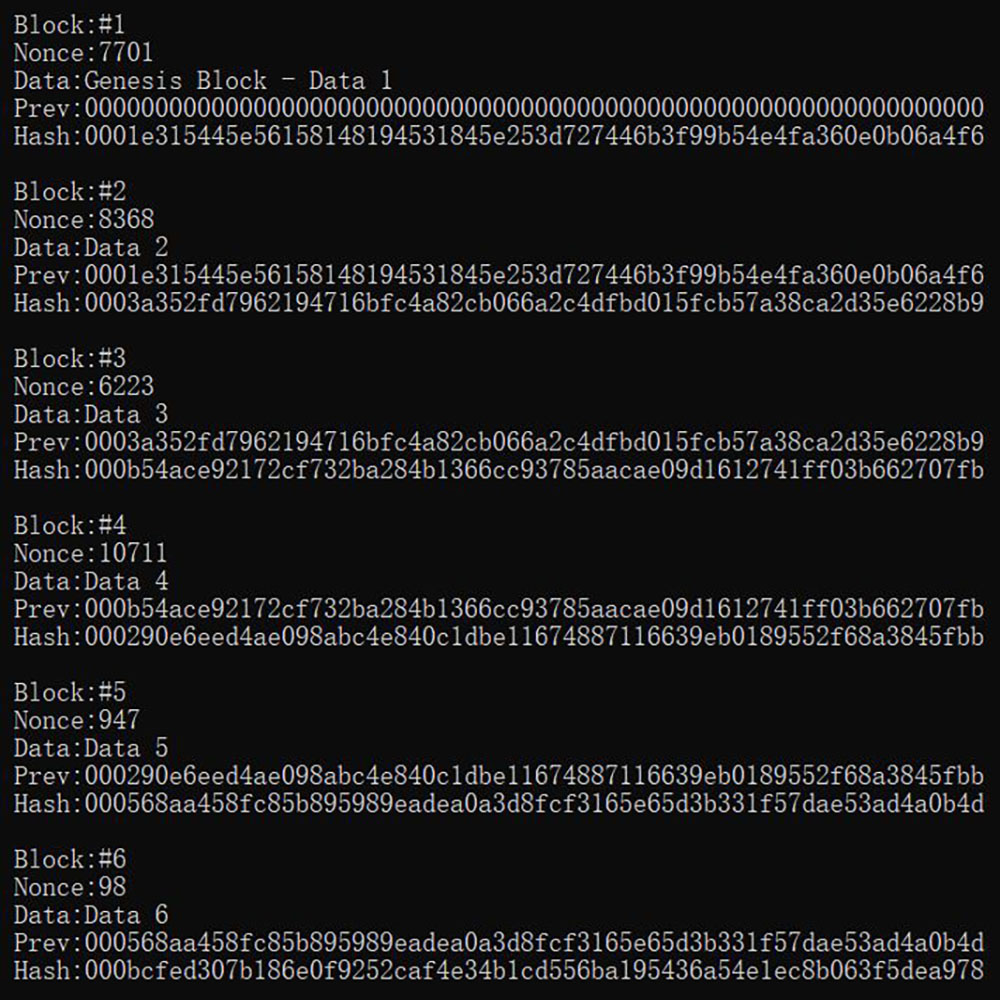 Block:#1
Nonce:7701
Data:Genesis Block - Data 1
Prev:0000000000000000000000000000000000000000000000000000000000000000
Hash:0001e315445e56158148194531845e253d727446b3f99b54e4fa360e0b06a4f6
Block:#2
Nonce:8368
Data:Data 2
Prev:0001e315445e56158148194531845e253d727446b3f99b54e4fa360e0b06a4f6
Hash:0003a352fd7962194716bfc4a82cb066a2c4dfbd015fcb57a38ca2d35e6228b9
Block:#3
Nonce:6223
Data:Data 3
Prev:0003a352fd7962194716bfc4a82cb066a2c4dfbd015fcb57a38ca2d35e6228b9
Hash:000b54ace92172cf732ba284b1366cc93785aacae09d1612741ff03b662707fb
Block:#4
Nonce:10711
Data:Data 4
Prev:000b54ace92172cf732ba284b1366cc93785aacae09d1612741ff03b662707fb
Hash:000290e6eed4ae098abc4e840c1dbe11674887116639eb0189552f68a3845fbb
Block:#5
Nonce:947
Data:Data 5
Prev:000290e6eed4ae098abc4e840c1dbe11674887116639eb0189552f68a3845fbb
Hash:000568aa458fc85b895989eadea0a3d8fcf3165e65d3b331f57dae53ad4a0b4d
Block:#6
Nonce:98
Data:Data 6
Prev:000568aa458fc85b895989eadea0a3d8fcf3165e65d3b331f57dae53ad4a0b4d
Hash:000bcfed307b186e0f9252caf4e34b1cd556ba195436a54e1ec8b063f5dea978